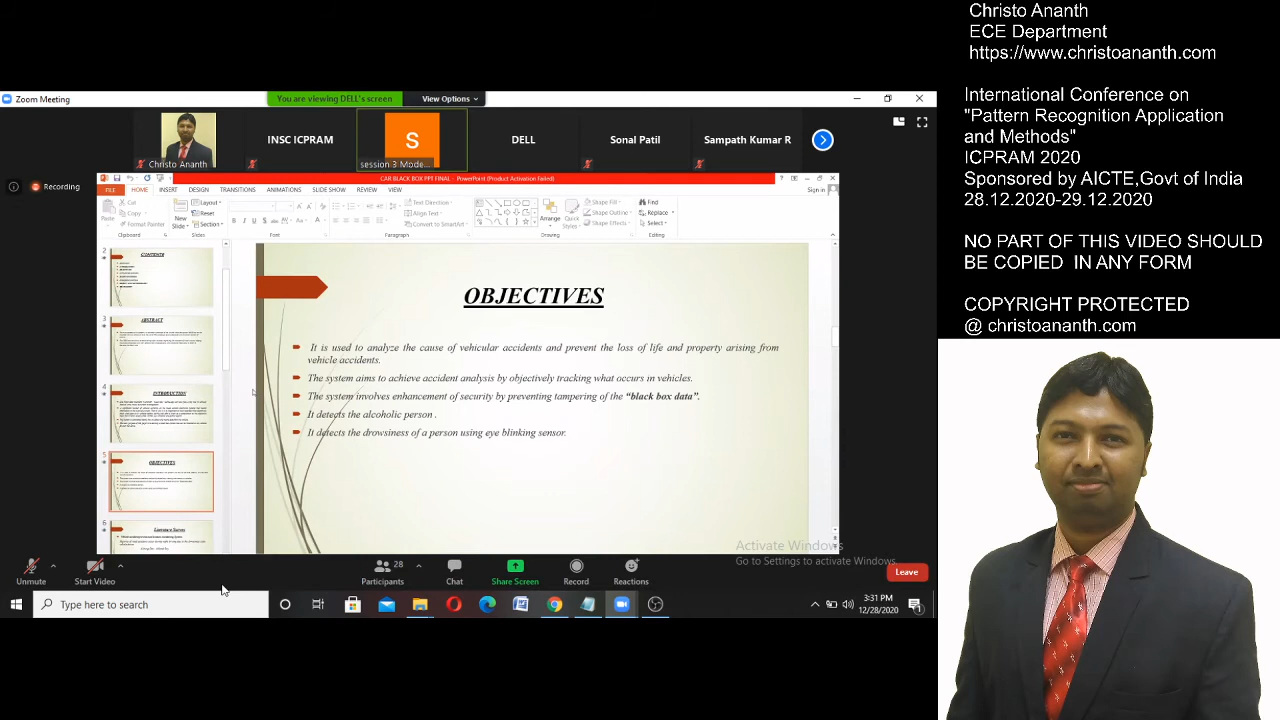 Christo Ananth
ECE Department
https://www.christoananth.com
International Conference on
"Pattern Recognition Application
and Methods"
ICPRAM 2020
Sponsored by AICTE,Govt of India
28.12.2020-29.12.2020
NO PART OF THIS VIDEO SHOULD
BE COPIED IN ANY FORM
COPYRIGHT PROTECTED
@ christoananth.com
Zoom Meeting
You are viewing DELL's screen
View Options
Christo Ananth
INSC ICPRAM
S
session 3 Mode...
DELL
Sonal Patil
Sampath Kumar R
Recording
CAR BLACK BOX PPT FINAL - PowerPoint (Product Activation Failed)
FILE HOME INSERT DESIGN TRANSITIONS ANIMATIONS SLIDE SHOW REVIEW VIEW
Sign in
Paste
Cut
Copy
Format Painter
Clipboard
New
Slide
Layout
Reset
Section
Slides
Font
Text Direction
Align Text
Convert to SmartArt
Paragraph
Arrange
Quick
Styles
Shape Fill
Shape Outline
Shape Effects
Drawing
Find
Replace
Select
Editing
2
CONTENTS
3
ABSTRACT
4
INTRODUCTION
5
OBJECTIVES
6
Literature Survey
OBJECTIVES
It is used to analyze the cause of vehicular accidents and prevent the loss of life and property arising from
vehicle accidents.
The system aims to achieve accident analysis by objectively tracking what occurs in vehicles.
The system involves enhancement of security by preventing tampering of the “black box data”.
It detects the alcoholic person .
It detects the drowsiness of a person using eye blinking sensor.
Activate Windows
Go to Settings to activate Windows.
Unmute
Start Video
Participants
28
Chat
Share Screen
Record
Reactions
Leave
Type here to search
3:31 PM
12/28/2020
1